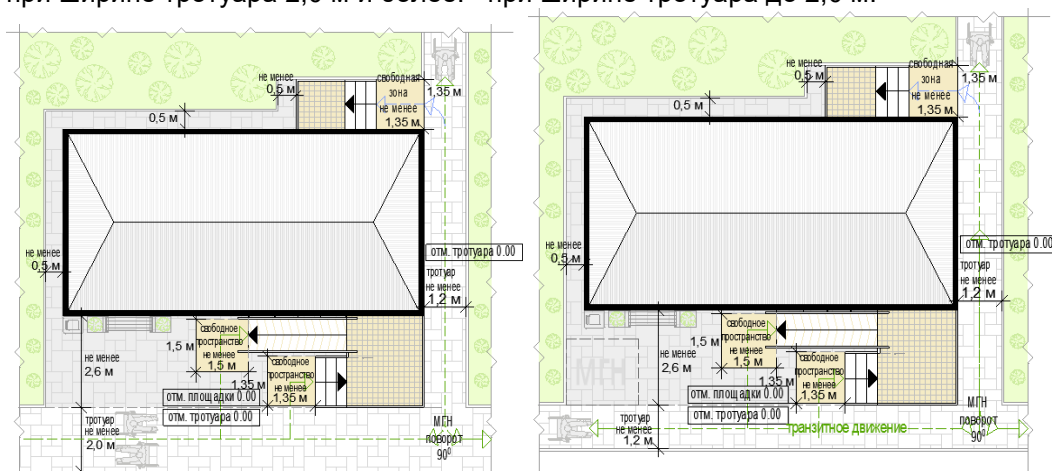 при ширине тротуара 2,0 м и более. при ширине тротуара до 2,0 м.
не менее
0,5 м
свободная
зона
не менее
1,35 м
1,35 м
0,5 м
отм. тротуара 0.00
не менее
0,5 м
тротуар
не менее
1,2 м
свободное
пространство
не менее
1,5 м
1,5 м
не менее
2,6 м
свободное
пространство
не менее
1,35 м
1,35 м
отм. площадки 0.00
отм. тротуара 0.00
тротуар
не менее
2,0 м
МГН
поворот
90⁰
не менее
0,5 м
свободная
зона
не менее
1,35 м
1,35 м
0,5 м
отм. тротуара 0.00
не менее
0,5 м
тротуар
не менее
1,2 м
свободное
пространство
не менее
1,5 м
1,5 м
не менее
2,6 м
МГН
свободное
пространство
не менее
1,35 м
1,35 м
отм. площадки 0.00
отм. тротуара 0.00
тротуар
не менее
1,2 м
транзитное движение
МГН
поворот
90⁰